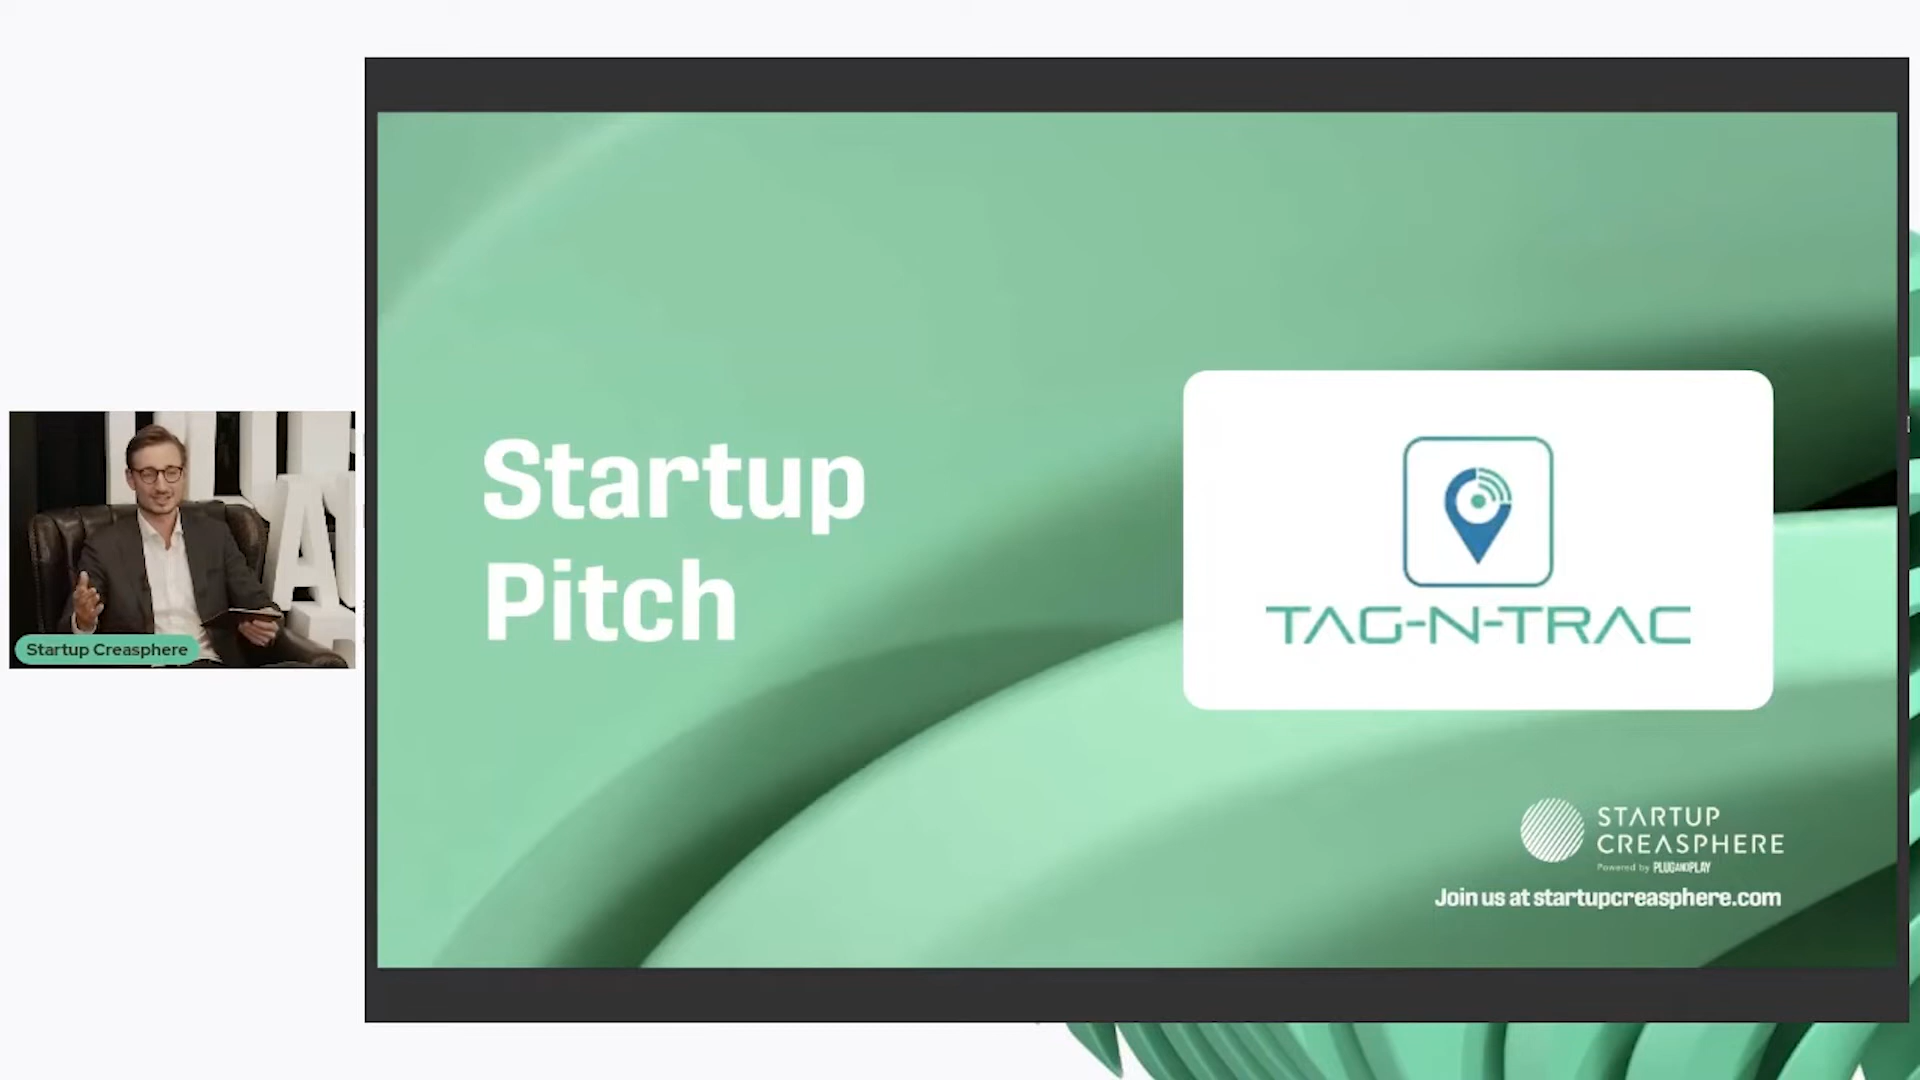 Startup Creasphere
Startup
Pitch
TAG-N-TRAC
STARTUP
CREASPHERE
Powered by PLUGANDPLAY
Join us at startupcreasphere.com